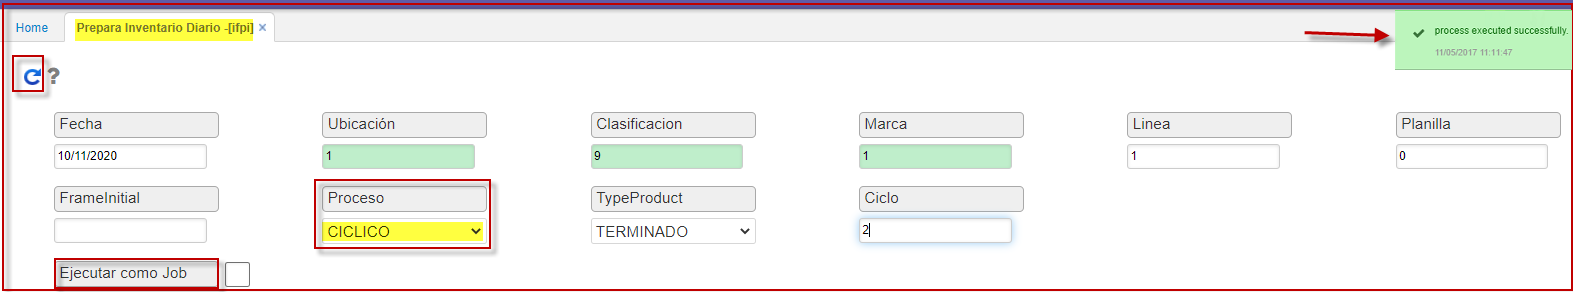 Home
Prepara Inventario Diario -[ifpi] ×
process executed successfully.
11/05/2017 11:11:47
?
Fecha Ubicación Clasificacion Marca Linea Planilla
10/11/2020 1 9 1 1 0
FrameInitial Proceso TypeProduct Ciclo
CICLICO TERMINADO 2
Ejecutar como Job